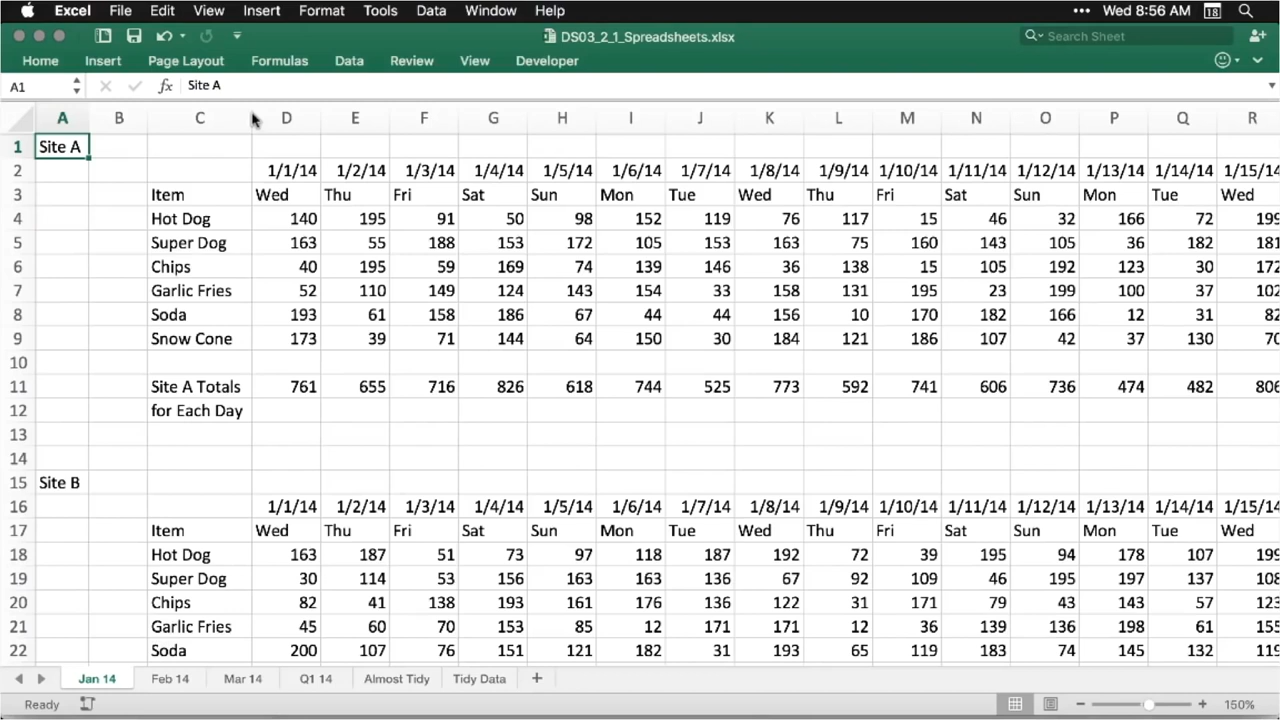 Excel File Edit View Insert Format Tools Data Window Help ••• Wed 8:56 AM 18
DS03_2_1_Spreadsheets.xlsx Search Sheet
Home Insert Page Layout Formulas Data Review View Developer
A1 fx Site A
A B C D E F G H I J K L M N O P Q R
1 Site A
2 1/1/14 1/2/14 1/3/14 1/4/14 1/5/14 1/6/14 1/7/14 1/8/14 1/9/14 1/10/14 1/11/14 1/12/14 1/13/14 1/14/14 1/15/14
3 Item Wed Thu Fri Sat Sun Mon Tue Wed Thu Fri Sat Sun Mon Tue Wed
4 Hot Dog 140 195 91 50 98 152 119 76 117 15 46 32 166 72
5 Super Dog 163 55 188 153 172 105 153 163 75 160 143 105 36 182
6 Chips 40 195 59 169 74 139 146 36 138 15 105 192 123 30
7 Garlic Fries 52 110 149 124 143 154 33 158 131 195 23 199 100 37
8 Soda 193 61 158 186 67 44 44 156 10 170 182 166 12 31
9 Snow Cone 173 39 71 144 64 150 30 184 121 186 107 42 37 130
10
11 Site A Totals 761 655 716 826 618 744 525 773 592 741 606 736 474 482
12 for Each Day
13
14
15 Site B
16 1/1/14 1/2/14 1/3/14 1/4/14 1/5/14 1/6/14 1/7/14 1/8/14 1/9/14 1/10/14 1/11/14 1/12/14 1/13/14 1/14/14 1/15/14
17 Item Wed Thu Fri Sat Sun Mon Tue Wed Thu Fri Sat Sun Mon Tue Wed
18 Hot Dog 163 187 51 73 97 118 187 192 72 39 195 94 178 107
19 Super Dog 30 114 53 156 163 163 136 67 92 109 46 195 197 137
20 Chips 82 41 138 193 161 176 136 122 31 171 79 43 143 57
21 Garlic Fries 45 60 70 153 85 12 171 171 12 36 139 136 198 61
22 Soda 200 107 76 151 121 182 31 193 65 119 183 74 145 132
Jan 14 Feb 14 Mar 14 Q1 14 Almost Tidy Tidy Data +
Ready 150%